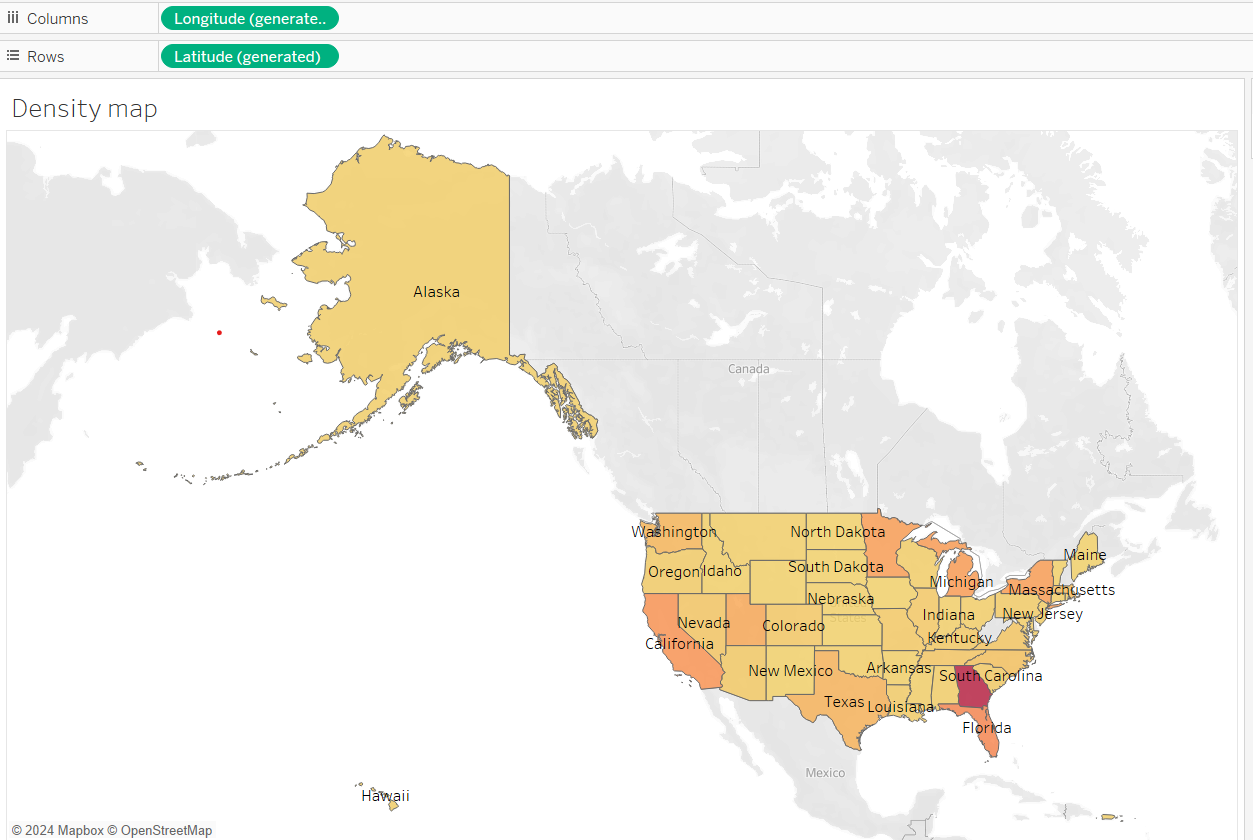 Columns
Longitude (generate..
Rows
Latitude (generated)
Density map
Alaska
Canada
Washington
North Dakota
Maine
Oregon
Idaho
South Dakota
Michigan
Massachusetts
Nebraska
Nevada
States
Indiana
New Jersey
California
Colorado
Kentucky
New Mexico
Arkansas
South Carolina
Texas
Louisiana
Florida
Mexico
Hawaii
© 2024 Mapbox © OpenStreetMap